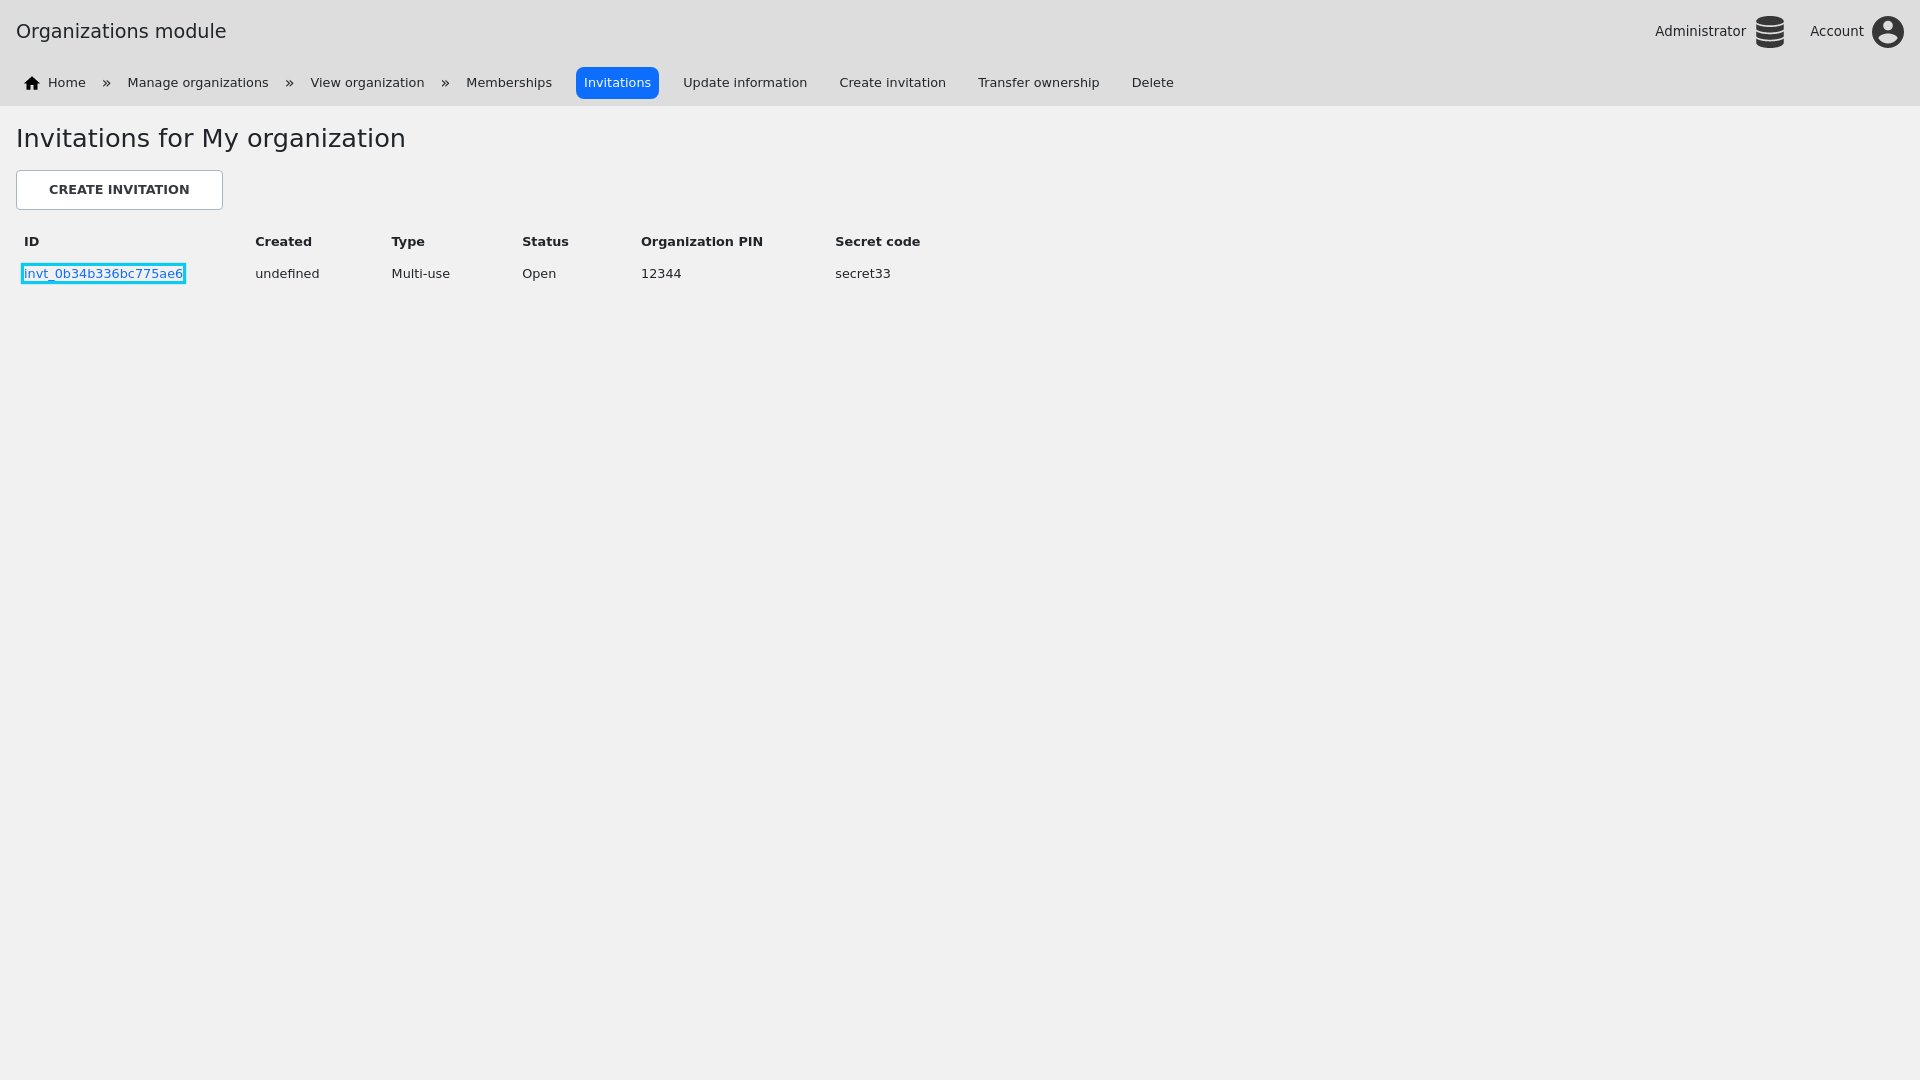 Organizations module
Administrator
Account
Home » Manage organizations » View organization » Memberships Invitations Update information Create invitation Transfer ownership Delete
Invitations for My organization
CREATE INVITATION
ID Created Type Status Organization PIN Secret code
invt_0b34b336bc775ae6 undefined Multi-use Open 12344 secret33